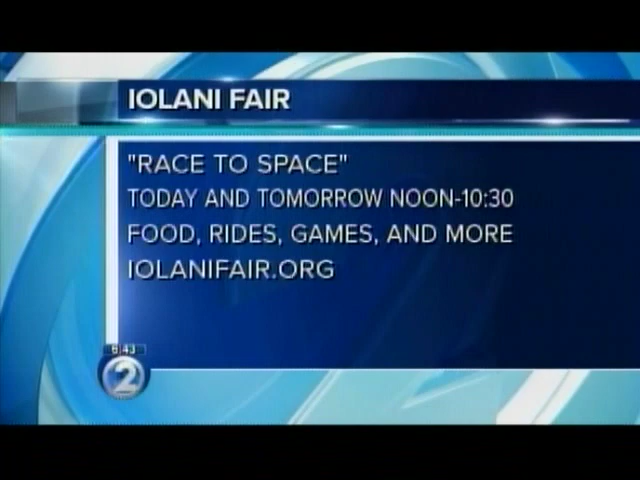 IOLANI FAIR
"RACE TO SPACE"
TODAY AND TOMORROW NOON-10:30
FOOD, RIDES, GAMES, AND MORE
IOLANIFAIR.ORG
6:43
2